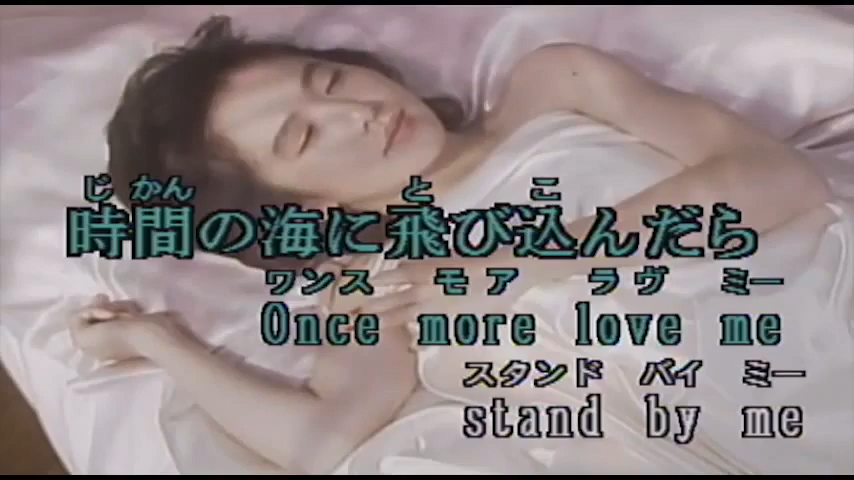 じかん と こ
時間の海に飛び込んだら
ワンス モア ラヴ ミー
Once more love me
スタンド バイ ミー
stand by me